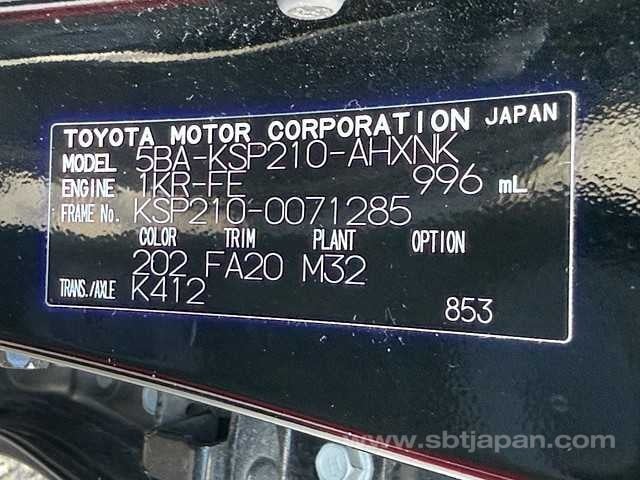 TOYOTA MOTOR CORPORATION JAPAN
MODEL 5BA-KSP210-AHXNK
ENGINE 1KR-FE 996 mL
FRAME No. KSP210-0071285
COLOR TRIM PLANT OPTION
202 FA20 M32
TRANS./AXLE K412
853
www.sbtjapan.com